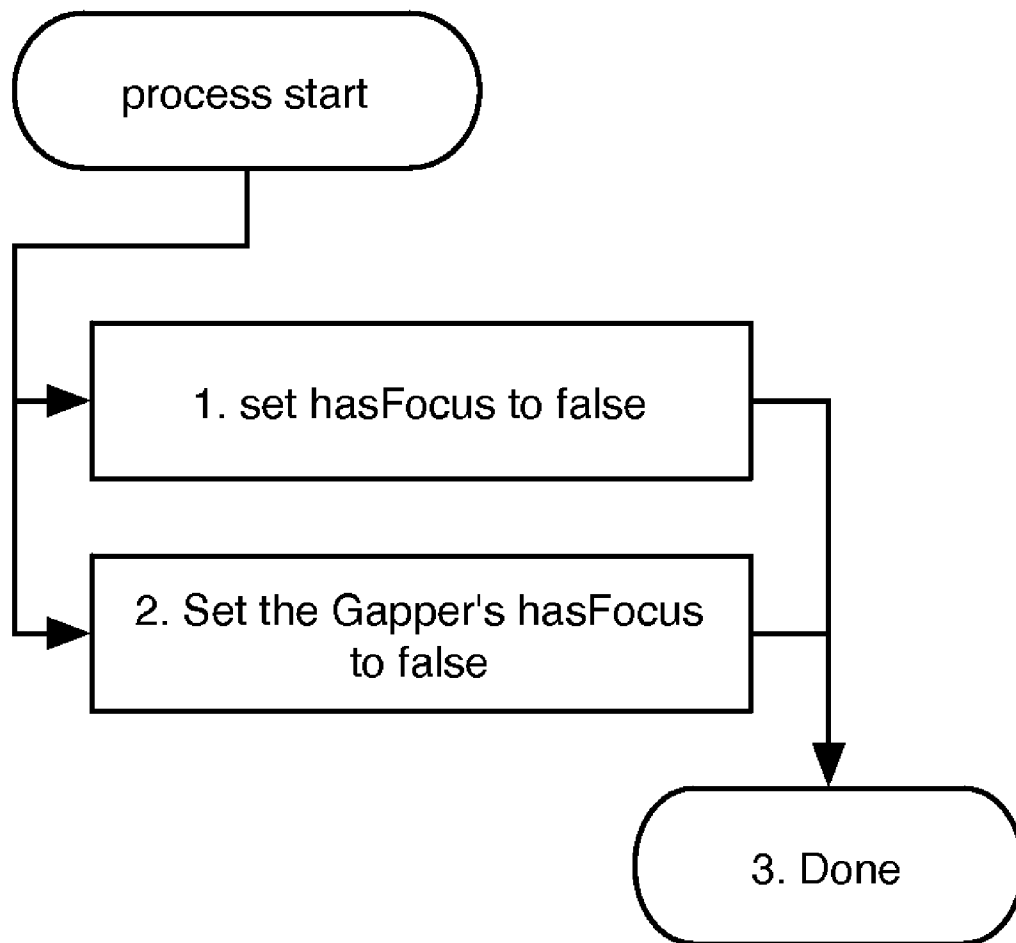 process start
1. set hasFocus to false
2. Set the Gapper's hasFocus
to false
3. Done